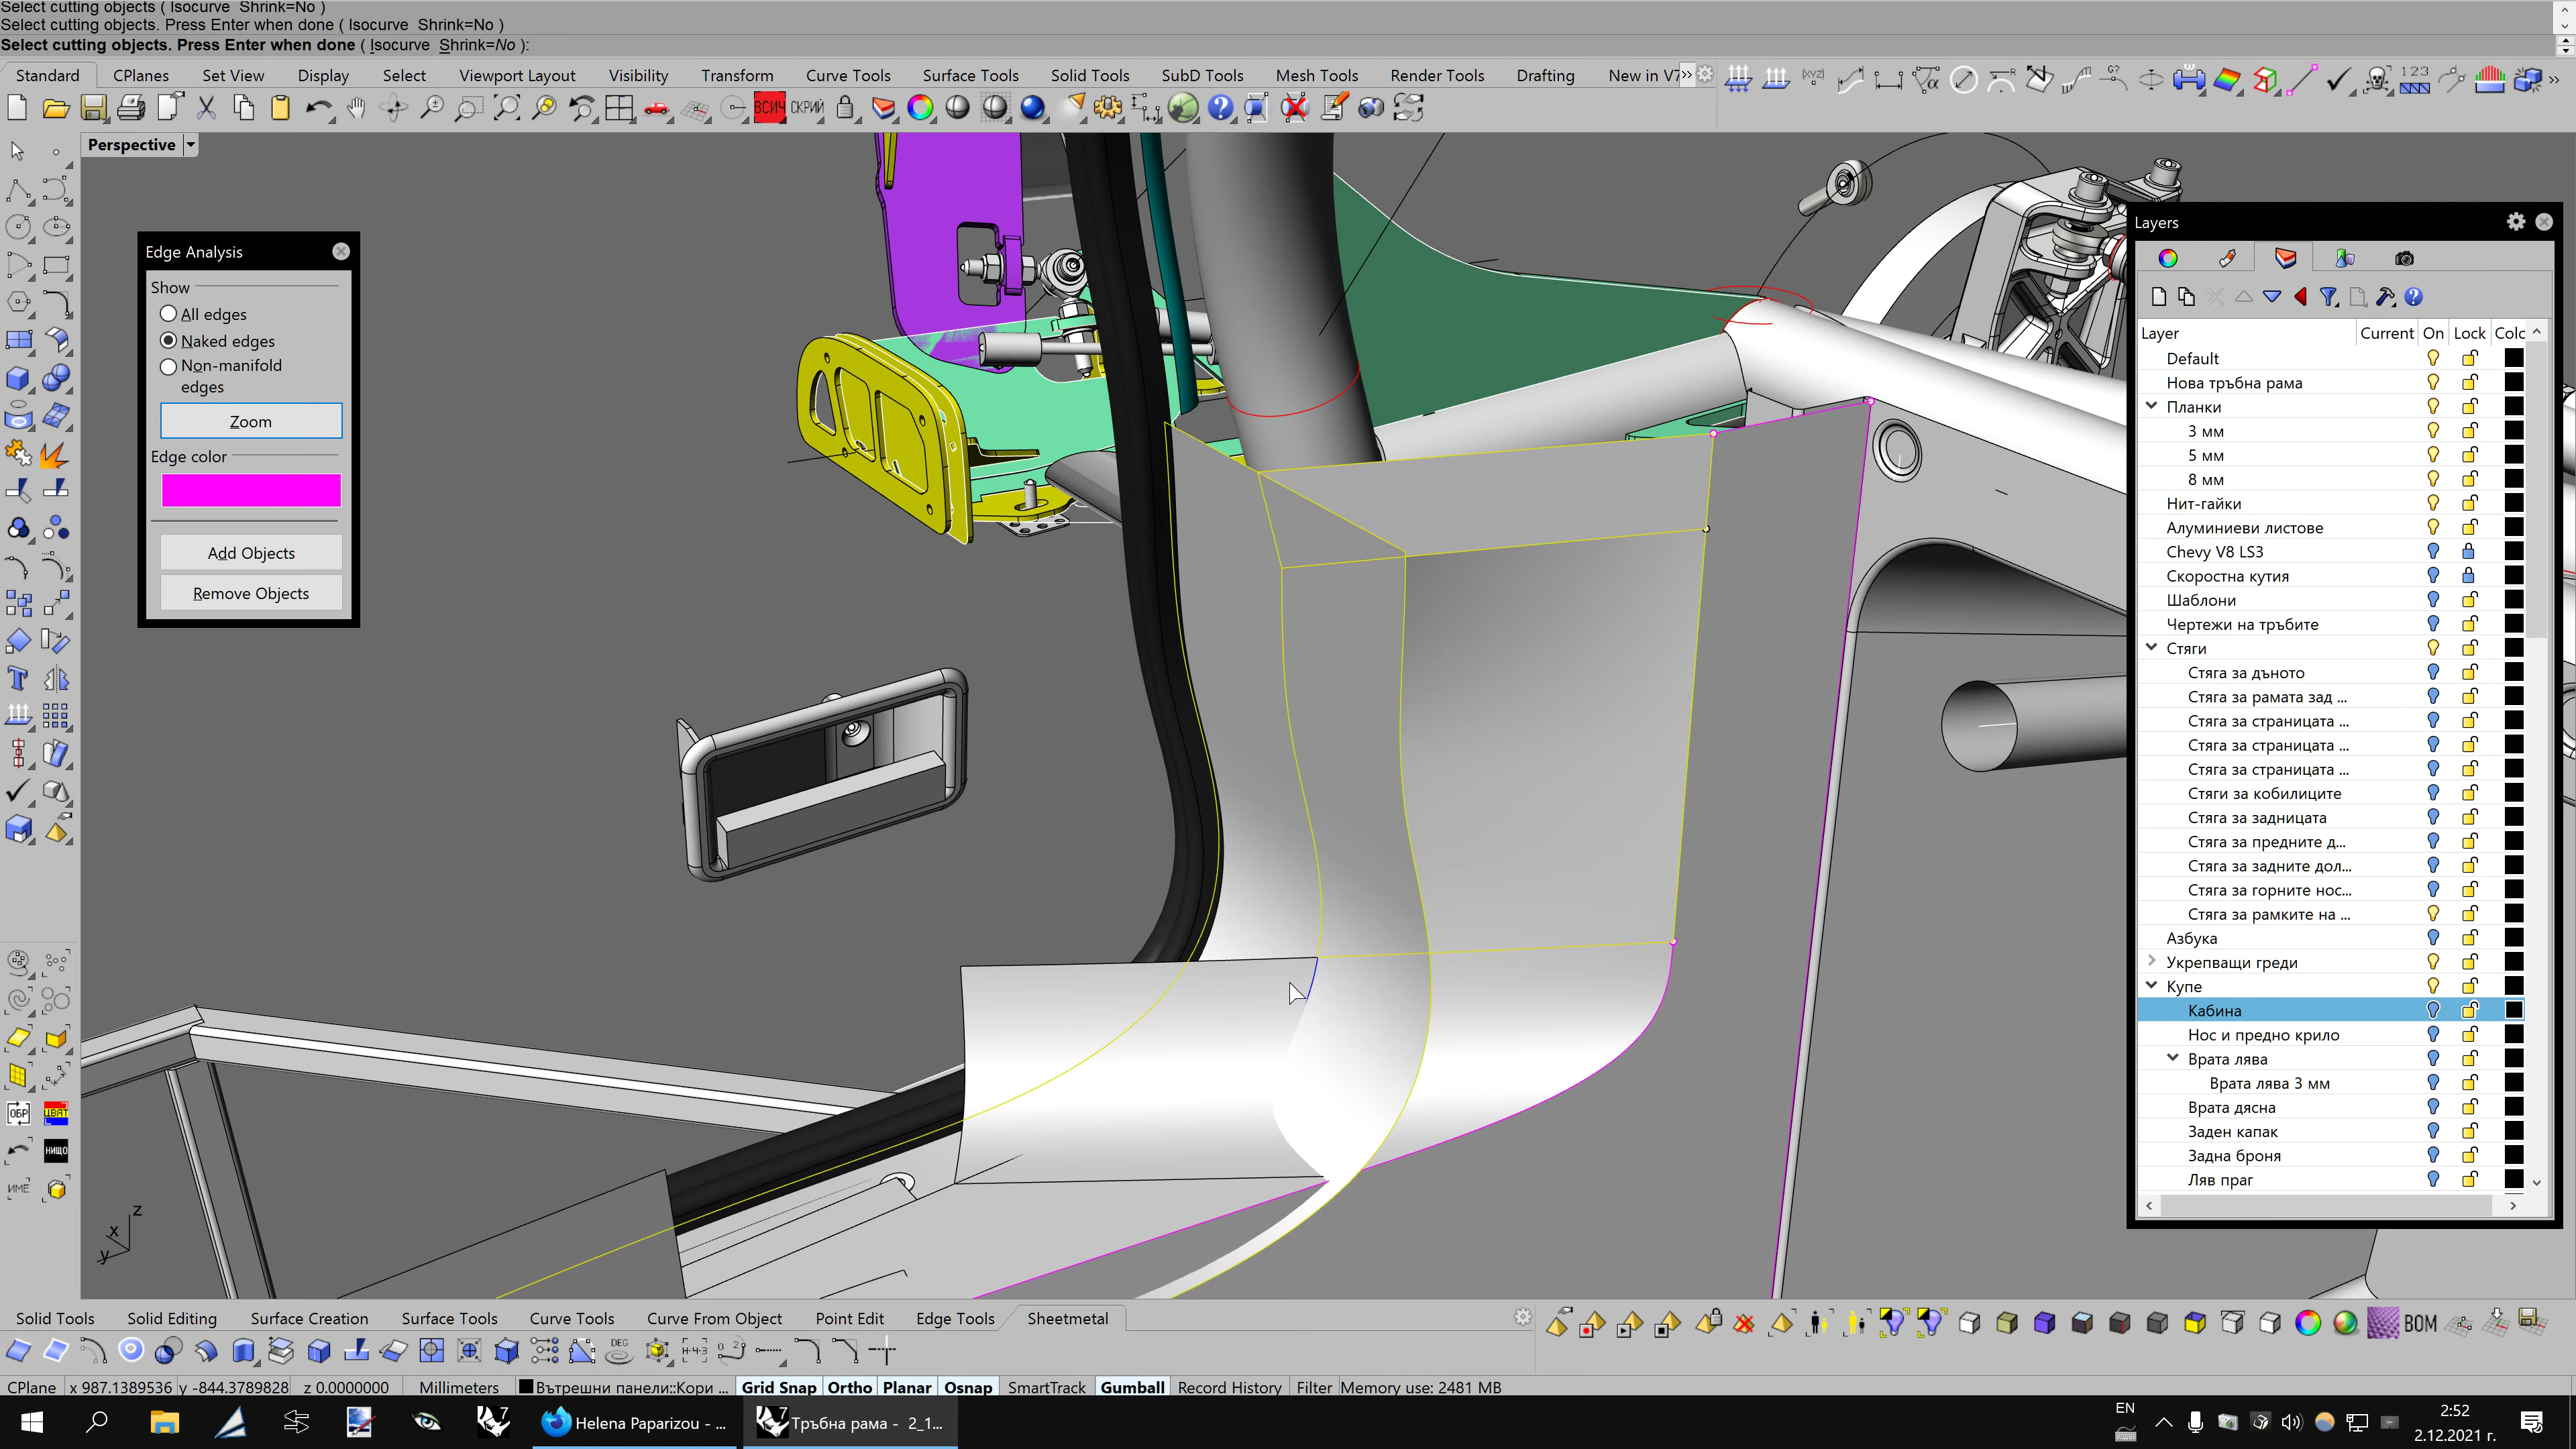 Select cutting objects ( Isocurve  Shrink=No )
Select cutting objects. Press Enter when done ( Isocurve  Shrink=No )
Select cutting objects. Press Enter when done ( Isocurve  Shrink=No ):
Standard CPlanes Set View Display Select Viewport Layout Visibility Transform Curve Tools Surface Tools Solid Tools SubD Tools Mesh Tools Render Tools Drafting New in V7
ВСИЧ СКРИЙ
Perspective
Edge Analysis
Show
All edges
Naked edges
Non-manifold
edges
Zoom
Edge color
Add Objects
Remove Objects
Layers
Layer Current On Lock Colo
Default
Нова тръбна рама
Планки
3 мм
5 мм
8 мм
Нит-гайки
Алуминиеви листове
Chevy V8 LS3
Скоростна кутия
Шаблони
Чертежи на тръбите
Стяги
Стяга за дъното
Стяга за рамата зад ...
Стяга за страницата ...
Стяга за страницата ...
Стяга за страницата ...
Стяги за кобилиците
Стяга за задницата
Стяга за предните д...
Стяга за задните дол...
Стяга за горните нос...
Стяга за рамките на ...
Азбука
Укрепващи греди
Купе
Кабина
Нос и предно крило
Врата лява
Врата лява 3 мм
Врата дясна
Заден капак
Задна броня
Ляв праг
ОБР ЦВЯТ
НИЩО
ИМЕ
z
x
y
Solid Tools Solid Editing Surface Creation Surface Tools Curve Tools Curve From Object Point Edit Edge Tools Sheetmetal
DEG
BOM
CPlane x 987.1389536 y -844.3789828 z 0.0000000 Millimeters Вътрешни панели::Кори ... Grid Snap Ortho Planar Osnap SmartTrack Gumball Record History Filter Memory use: 2481 MB
Helena Paparizou - ...
Тръбна рама - 2_1...
EN
2:52
2.12.2021 г.